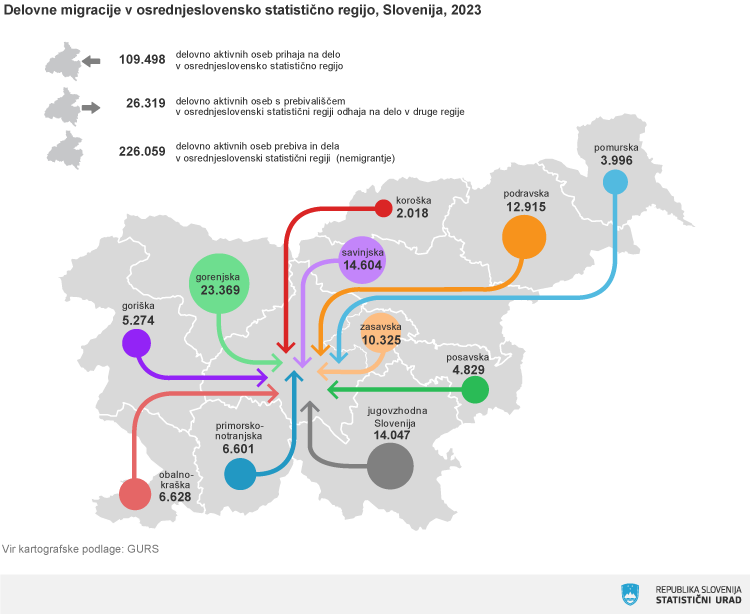 Delovne migracije v osrednjeslovensko statistično regijo, Slovenija, 2023
109.498
delovno aktivnih oseb prihaja na delo
v osrednjeslovensko statistično regijo
26.319
delovno aktivnih oseb s prebivališčem
v osrednjeslovenski statistični regiji odhaja na delo v druge regije
226.059
delovno aktivnih oseb prebiva in dela
v osrednjeslovenski statistični regiji (nemigrantje)
pomurska
3.996
koroška
2.018
podravska
12.915
savinjska
14.604
gorenjska
23.369
goriška
5.274
zasavska
10.325
posavska
4.829
jugovzhodna
Slovenija
14.047
primorsko-
notranjska
6.601
obalno-
kraška
6.628
Vir kartografske podlage: GURS
REPUBLIKA SLOVENIJA
STATISTIČNI URAD